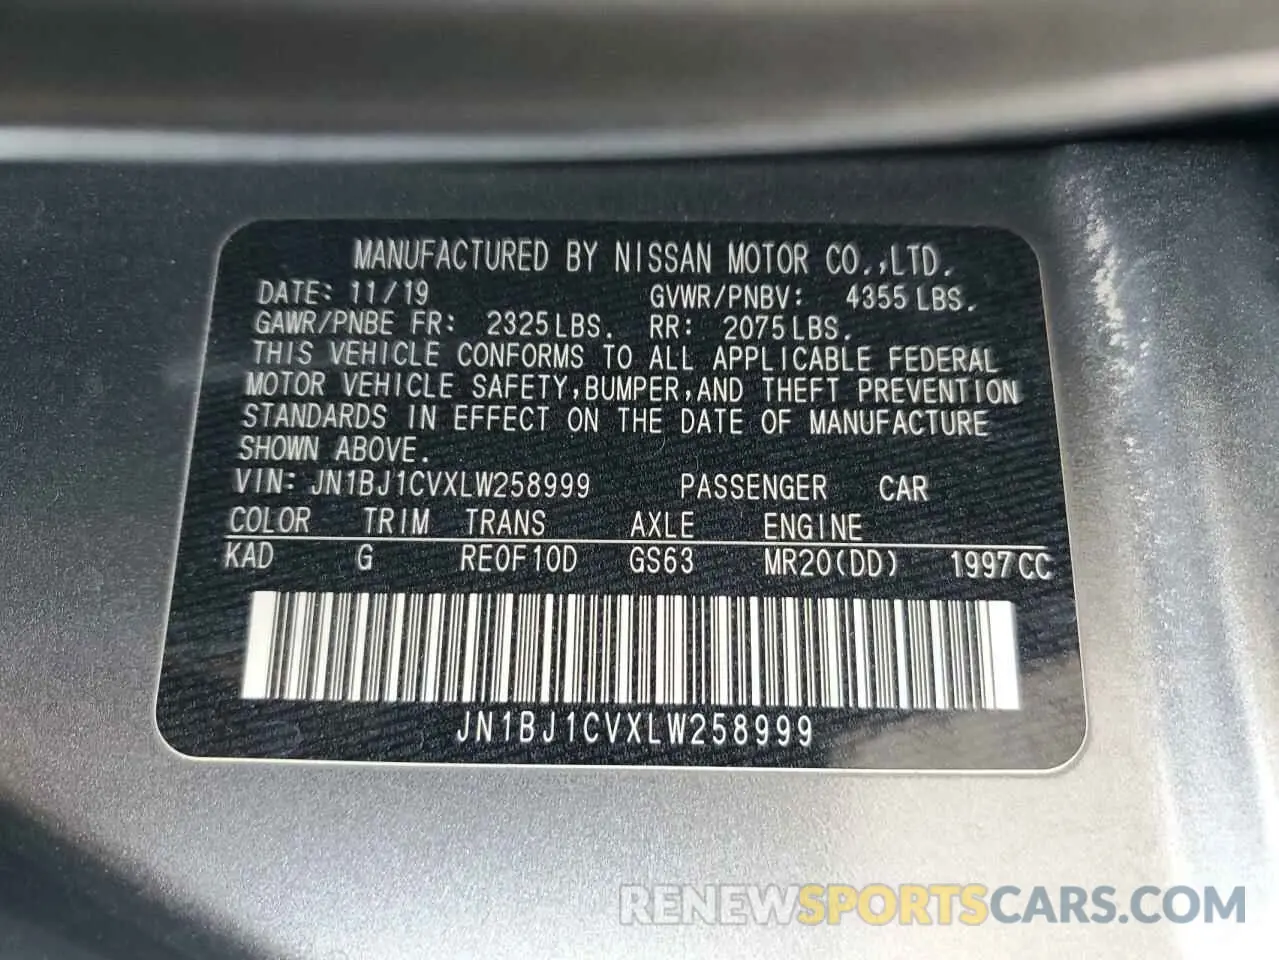 MANUFACTURED BY NISSAN MOTOR CO.,LTD.
DATE: 11/19 GVWR/PNBV: 4355 LBS.
GAWR/PNBE FR: 2325 LBS. RR: 2075 LBS.
THIS VEHICLE CONFORMS TO ALL APPLICABLE FEDERAL
MOTOR VEHICLE SAFETY,BUMPER,AND THEFT PREVENTION
STANDARDS IN EFFECT ON THE DATE OF MANUFACTURE
SHOWN ABOVE.
VIN: JN1BJ1CVXLW258999 PASSENGER CAR
COLOR TRIM TRANS AXLE ENGINE
KAD G RE0F10D GS63 MR20(DD) 1997 CC
JN1BJ1CVXLW258999
RENEWSPORTSCARS.COM